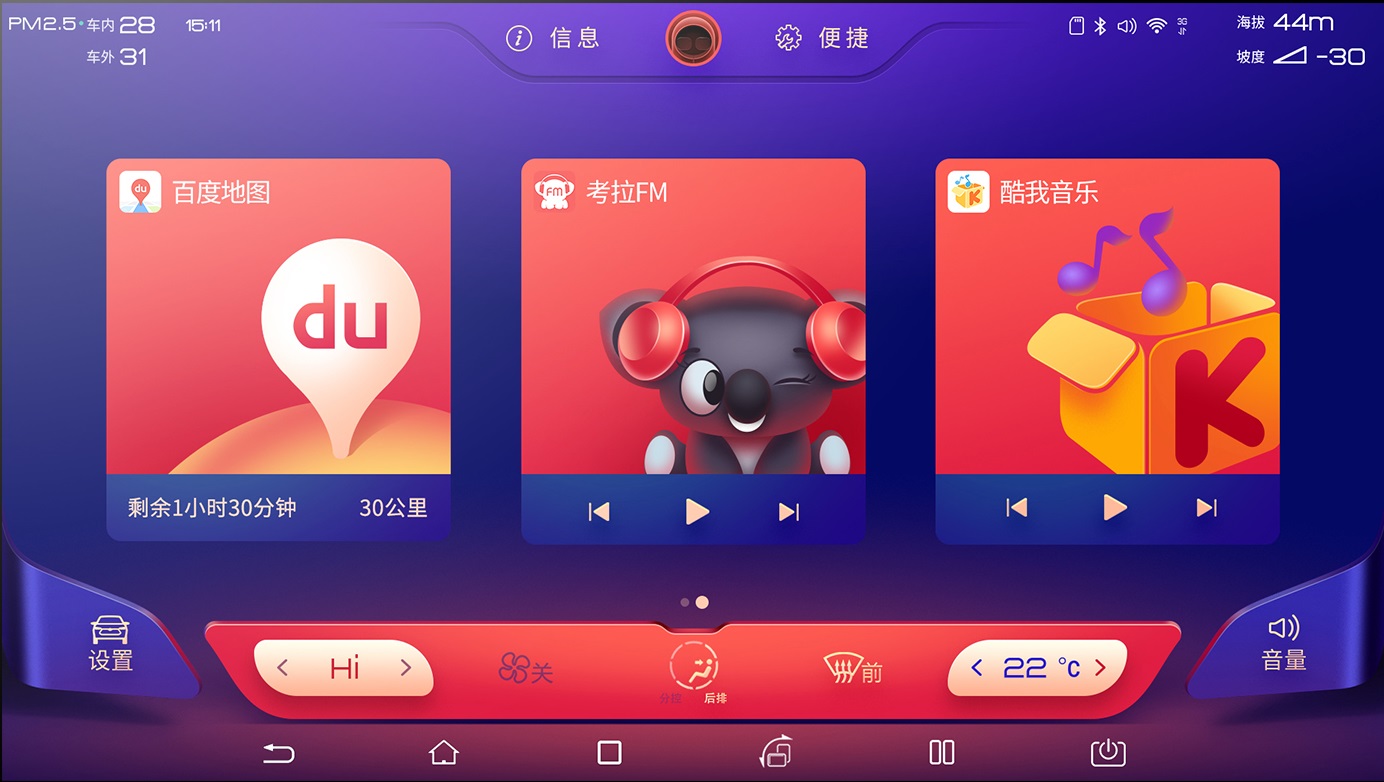 PM2.5 车内 28 15:11
车外 31
信息
便捷
3G
海拔 44m
坡度 -30
du
百度地图
du
剩余1小时30分钟 30公里
FM
考拉FM
K
酷我音乐
K
设置
Hi
关
分控 后排
前
22 °C
音量